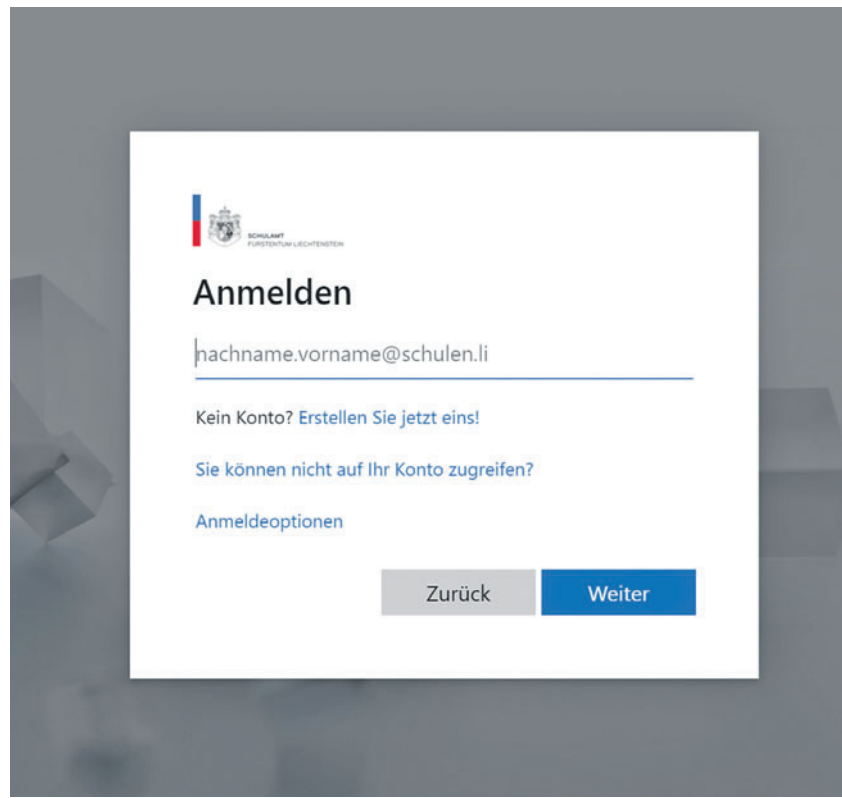 SCHULAMT
FÜRSTENTUM LIECHTENSTEIN
Anmelden
nachname.vorname@schulen.li
Kein Konto? Erstellen Sie jetzt eins!
Sie können nicht auf Ihr Konto zugreifen?
Anmeldeoptionen
Zurück Weiter